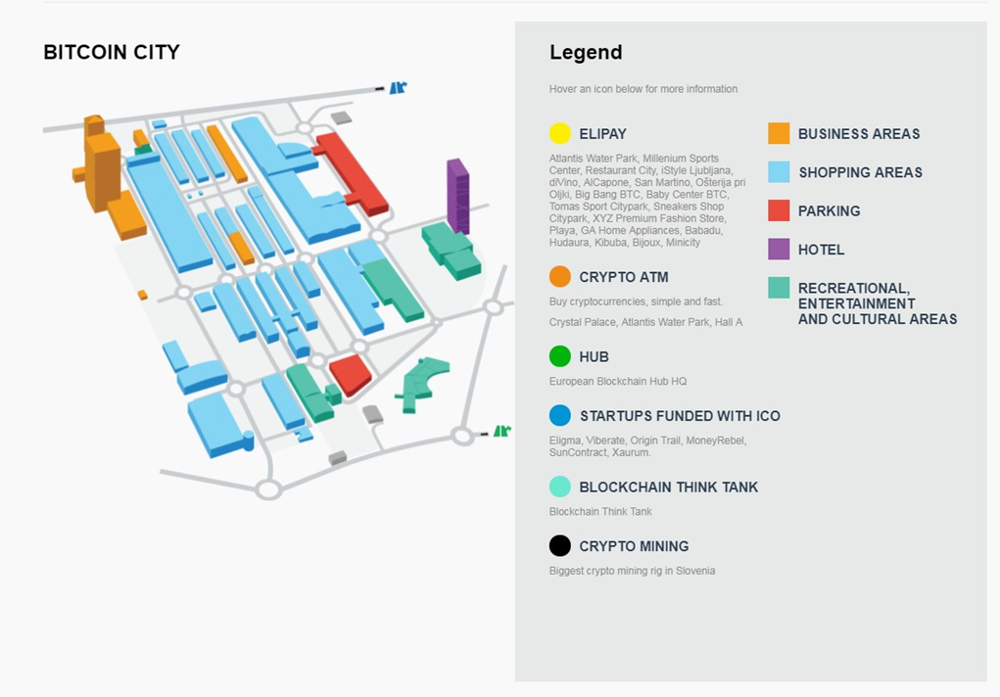 BITCOIN CITY
Legend
Hover an icon below for more information
ELIPAY
Atlantis Water Park, Millenium Sports
Center, Restaurant City, iStyle Ljubljana,
diVino, AlCapone, San Martino, Ošterija pri
Oljki, Big Bang BTC, Baby Center BTC,
Tomas Sport Citypark, Sneakers Shop
Citypark, XYZ Premium Fashion Store,
Playa, GA Home Appliances, Babadu,
Hudaura, Kibuba, Bijoux, Minicity
CRYPTO ATM
Buy cryptocurrencies, simple and fast.
Crystal Palace, Atlantis Water Park, Hall A
HUB
European Blockchain Hub HQ
STARTUPS FUNDED WITH ICO
Eligma, Viberate, Origin Trail, MoneyRebel,
SunContract, Xaurum.
BLOCKCHAIN THINK TANK
Blockchain Think Tank
CRYPTO MINING
Biggest crypto mining rig in Slovenia
BUSINESS AREAS
SHOPPING AREAS
PARKING
HOTEL
RECREATIONAL,
ENTERTAINMENT
AND CULTURAL AREAS